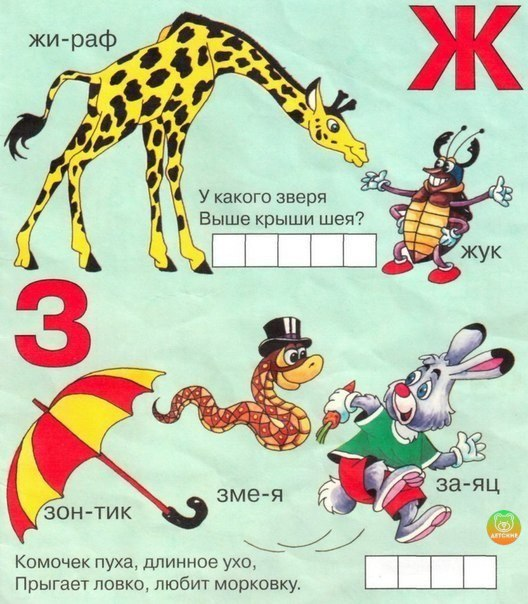 жи-раф
Ж
У какого зверя
Выше крыши шея?
жук
З
зон-тик
зме-я
за-яц
ДЕТСКИЕ
Комочек пуха, длинное ухо,
Прыгает ловко, любит морковку.